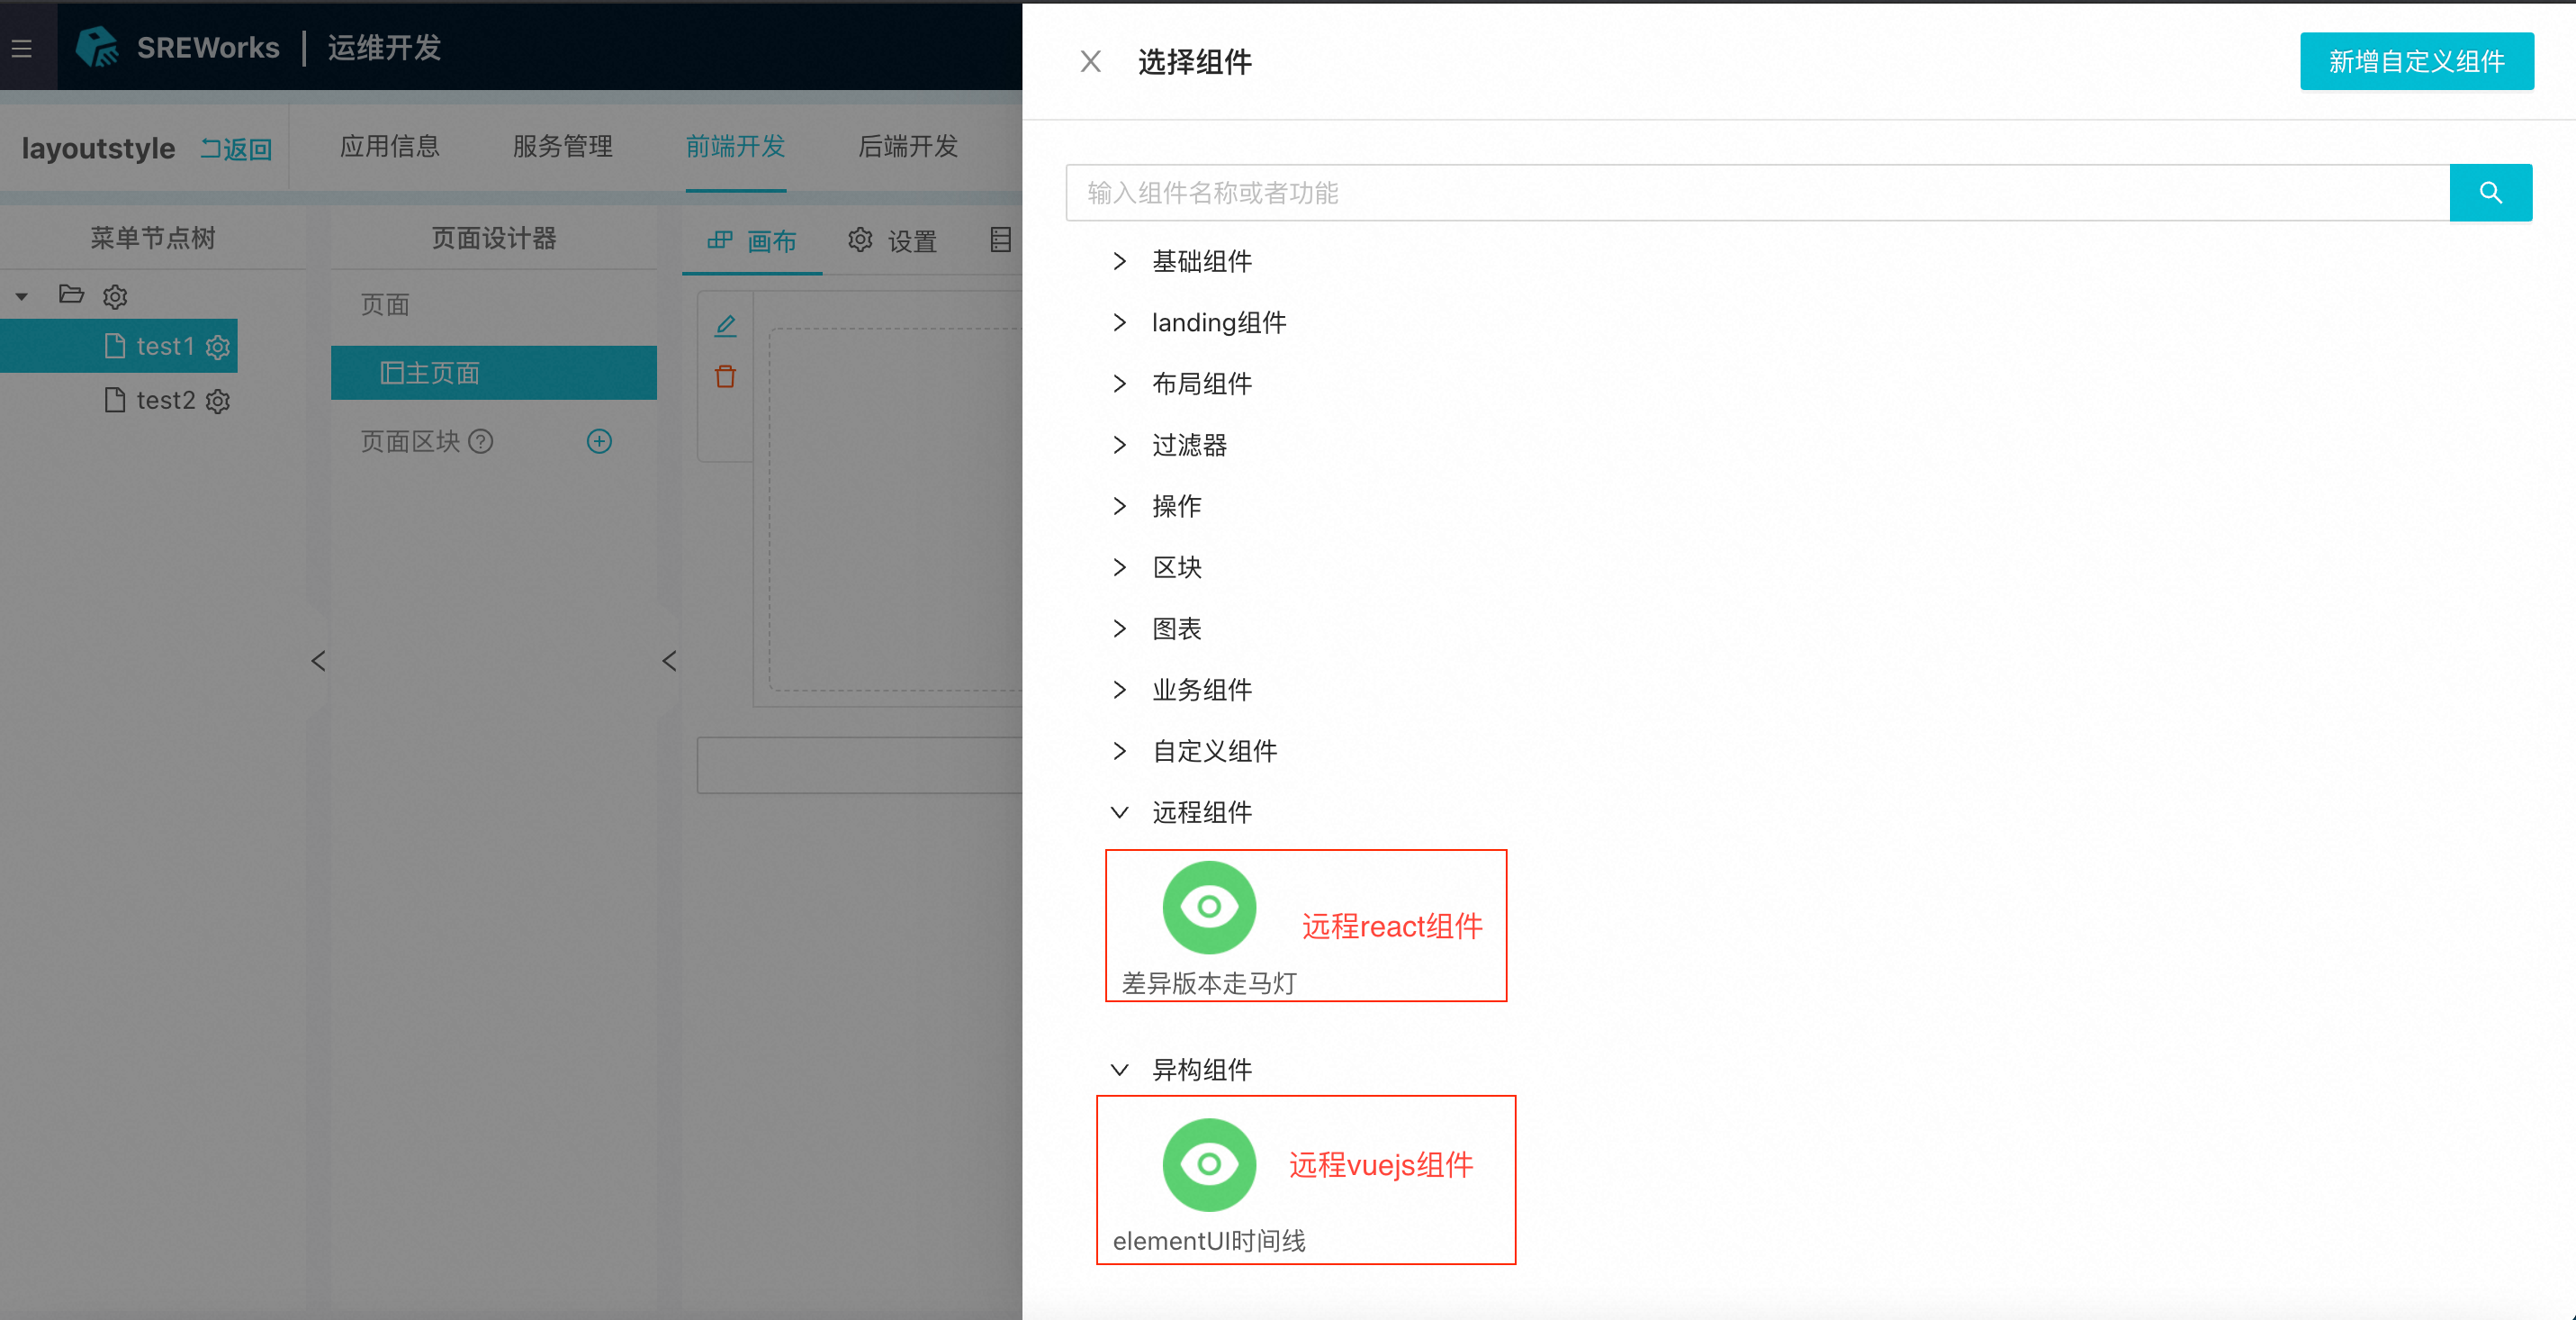 SREWorks | 运维开发
layoutstyle 返回
应用信息 服务管理 前端开发 后端开发
菜单节点树
test1
test2
页面设计器
页面
主页面
页面区块
画布 设置
选择组件
新增自定义组件
输入组件名称或者功能
基础组件
landing组件
布局组件
过滤器
操作
区块
图表
业务组件
自定义组件
远程组件
远程react组件
差异版本走马灯
异构组件
远程vuejs组件
elementUI时间线